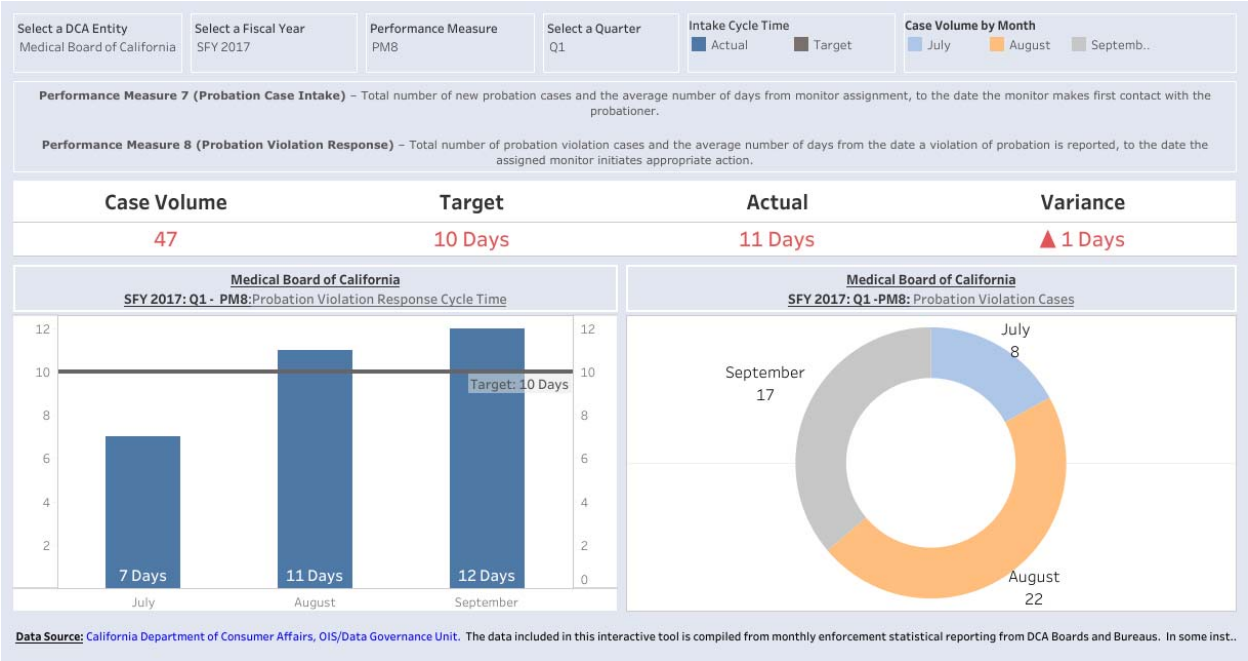 Select a DCA Entity
Medical Board of California
Select a Fiscal Year
SFY 2017
Performance Measure
PM8
Select a Quarter
Q1
Intake Cycle Time
Actual
Target
Case Volume by Month
July
August
Septemb..
Performance Measure 7 (Probation Case Intake) – Total number of new probation cases and the average number of days from monitor assignment, to the date the monitor makes first contact with the
probationer.
Performance Measure 8 (Probation Violation Response) – Total number of probation violation cases and the average number of days from the date a violation of probation is reported, to the date the
assigned monitor initiates appropriate action.
Case Volume
Target
Actual
Variance
47
10 Days
11 Days
▲ 1 Days
Medical Board of California
SFY 2017: Q1 - PM8:Probation Violation Response Cycle Time
12
10
8
6
4
2
12
10
8
6
4
2
0
Target: 10 Days
7 Days
11 Days
12 Days
July
August
September
Medical Board of California
SFY 2017: Q1 -PM8: Probation Violation Cases
July
8
September
17
August
22
Data Source: California Department of Consumer Affairs, OIS/Data Governance Unit. The data included in this interactive tool is compiled from monthly enforcement statistical reporting from DCA Boards and Bureaus. In some inst..